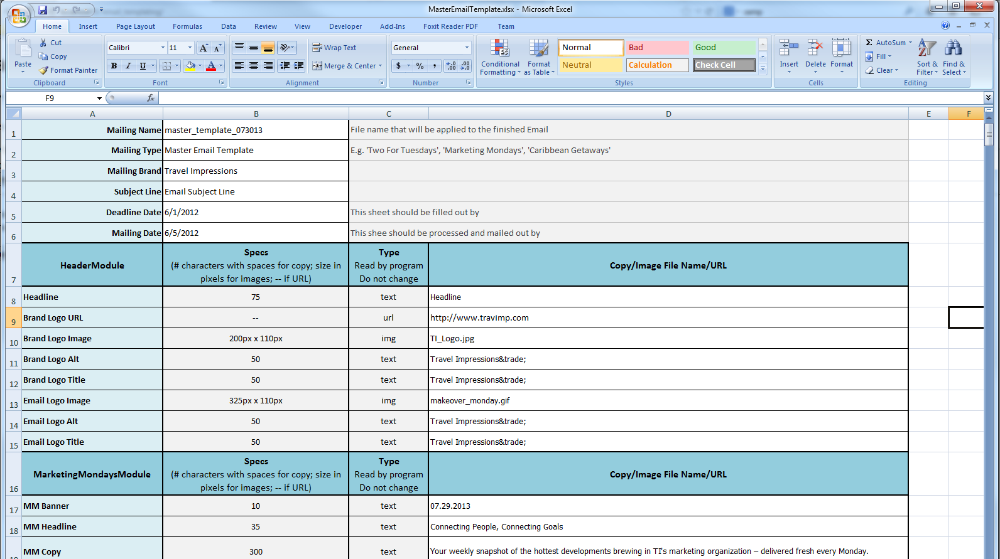 MasterEmailTemplate.xlsx - Microsoft Excel
Home Insert Page Layout Formulas Data Review View Developer Add-Ins Foxit Reader PDF Team
Paste
Cut
Copy
Format Painter
Clipboard
Calibri 11
B I U
Font
Wrap Text
Merge & Center
Alignment
General
$ % ,
Number
Conditional Formatting
Format as Table
Normal Bad Good
Neutral Calculation Check Cell
Styles
Insert Delete Format
Cells
AutoSum
Fill
Clear
Sort & Filter
Find & Select
Editing
F9 fx
A B C D E F
1 Mailing Name master_template_073013 File name that will be applied to the finished Email
2 Mailing Type Master Email Template E.g. 'Two For Tuesdays', 'Marketing Mondays', 'Caribbean Getaways'
3 Mailing Brand Travel Impressions
4 Subject Line Email Subject Line
5 Deadline Date 6/1/2012 This sheet should be filled out by
6 Mailing Date 6/5/2012 This shee should be processed and mailed out by
7 HeaderModule
Specs
(# characters with spaces for copy; size in
pixels for images; -- if URL)
Type
Read by program
Do not change
Copy/Image File Name/URL
8 Headline 75 text Headline
9 Brand Logo URL -- url http://www.travimp.com
10 Brand Logo Image 200px x 110px img TI_Logo.jpg
11 Brand Logo Alt 50 text Travel Impressions&trade;
12 Brand Logo Title 50 text Travel Impressions&trade;
13 Email Logo Image 325px x 110px img makeover_monday.gif
14 Email Logo Alt 50 text Travel Impressions&trade;
15 Email Logo Title 50 text Travel Impressions&trade;
16 MarketingMondaysModule
Specs
(# characters with spaces for copy; size in
pixels for images; -- if URL)
Type
Read by program
Do not change
Copy/Image File Name/URL
17 MM Banner 10 text 07.29.2013
18 MM Headline 35 text Connecting People, Connecting Goals
MM Copy 300 text Your weekly snapshot of the hottest developments brewing in TI's marketing organization – delivered fresh every Monday.